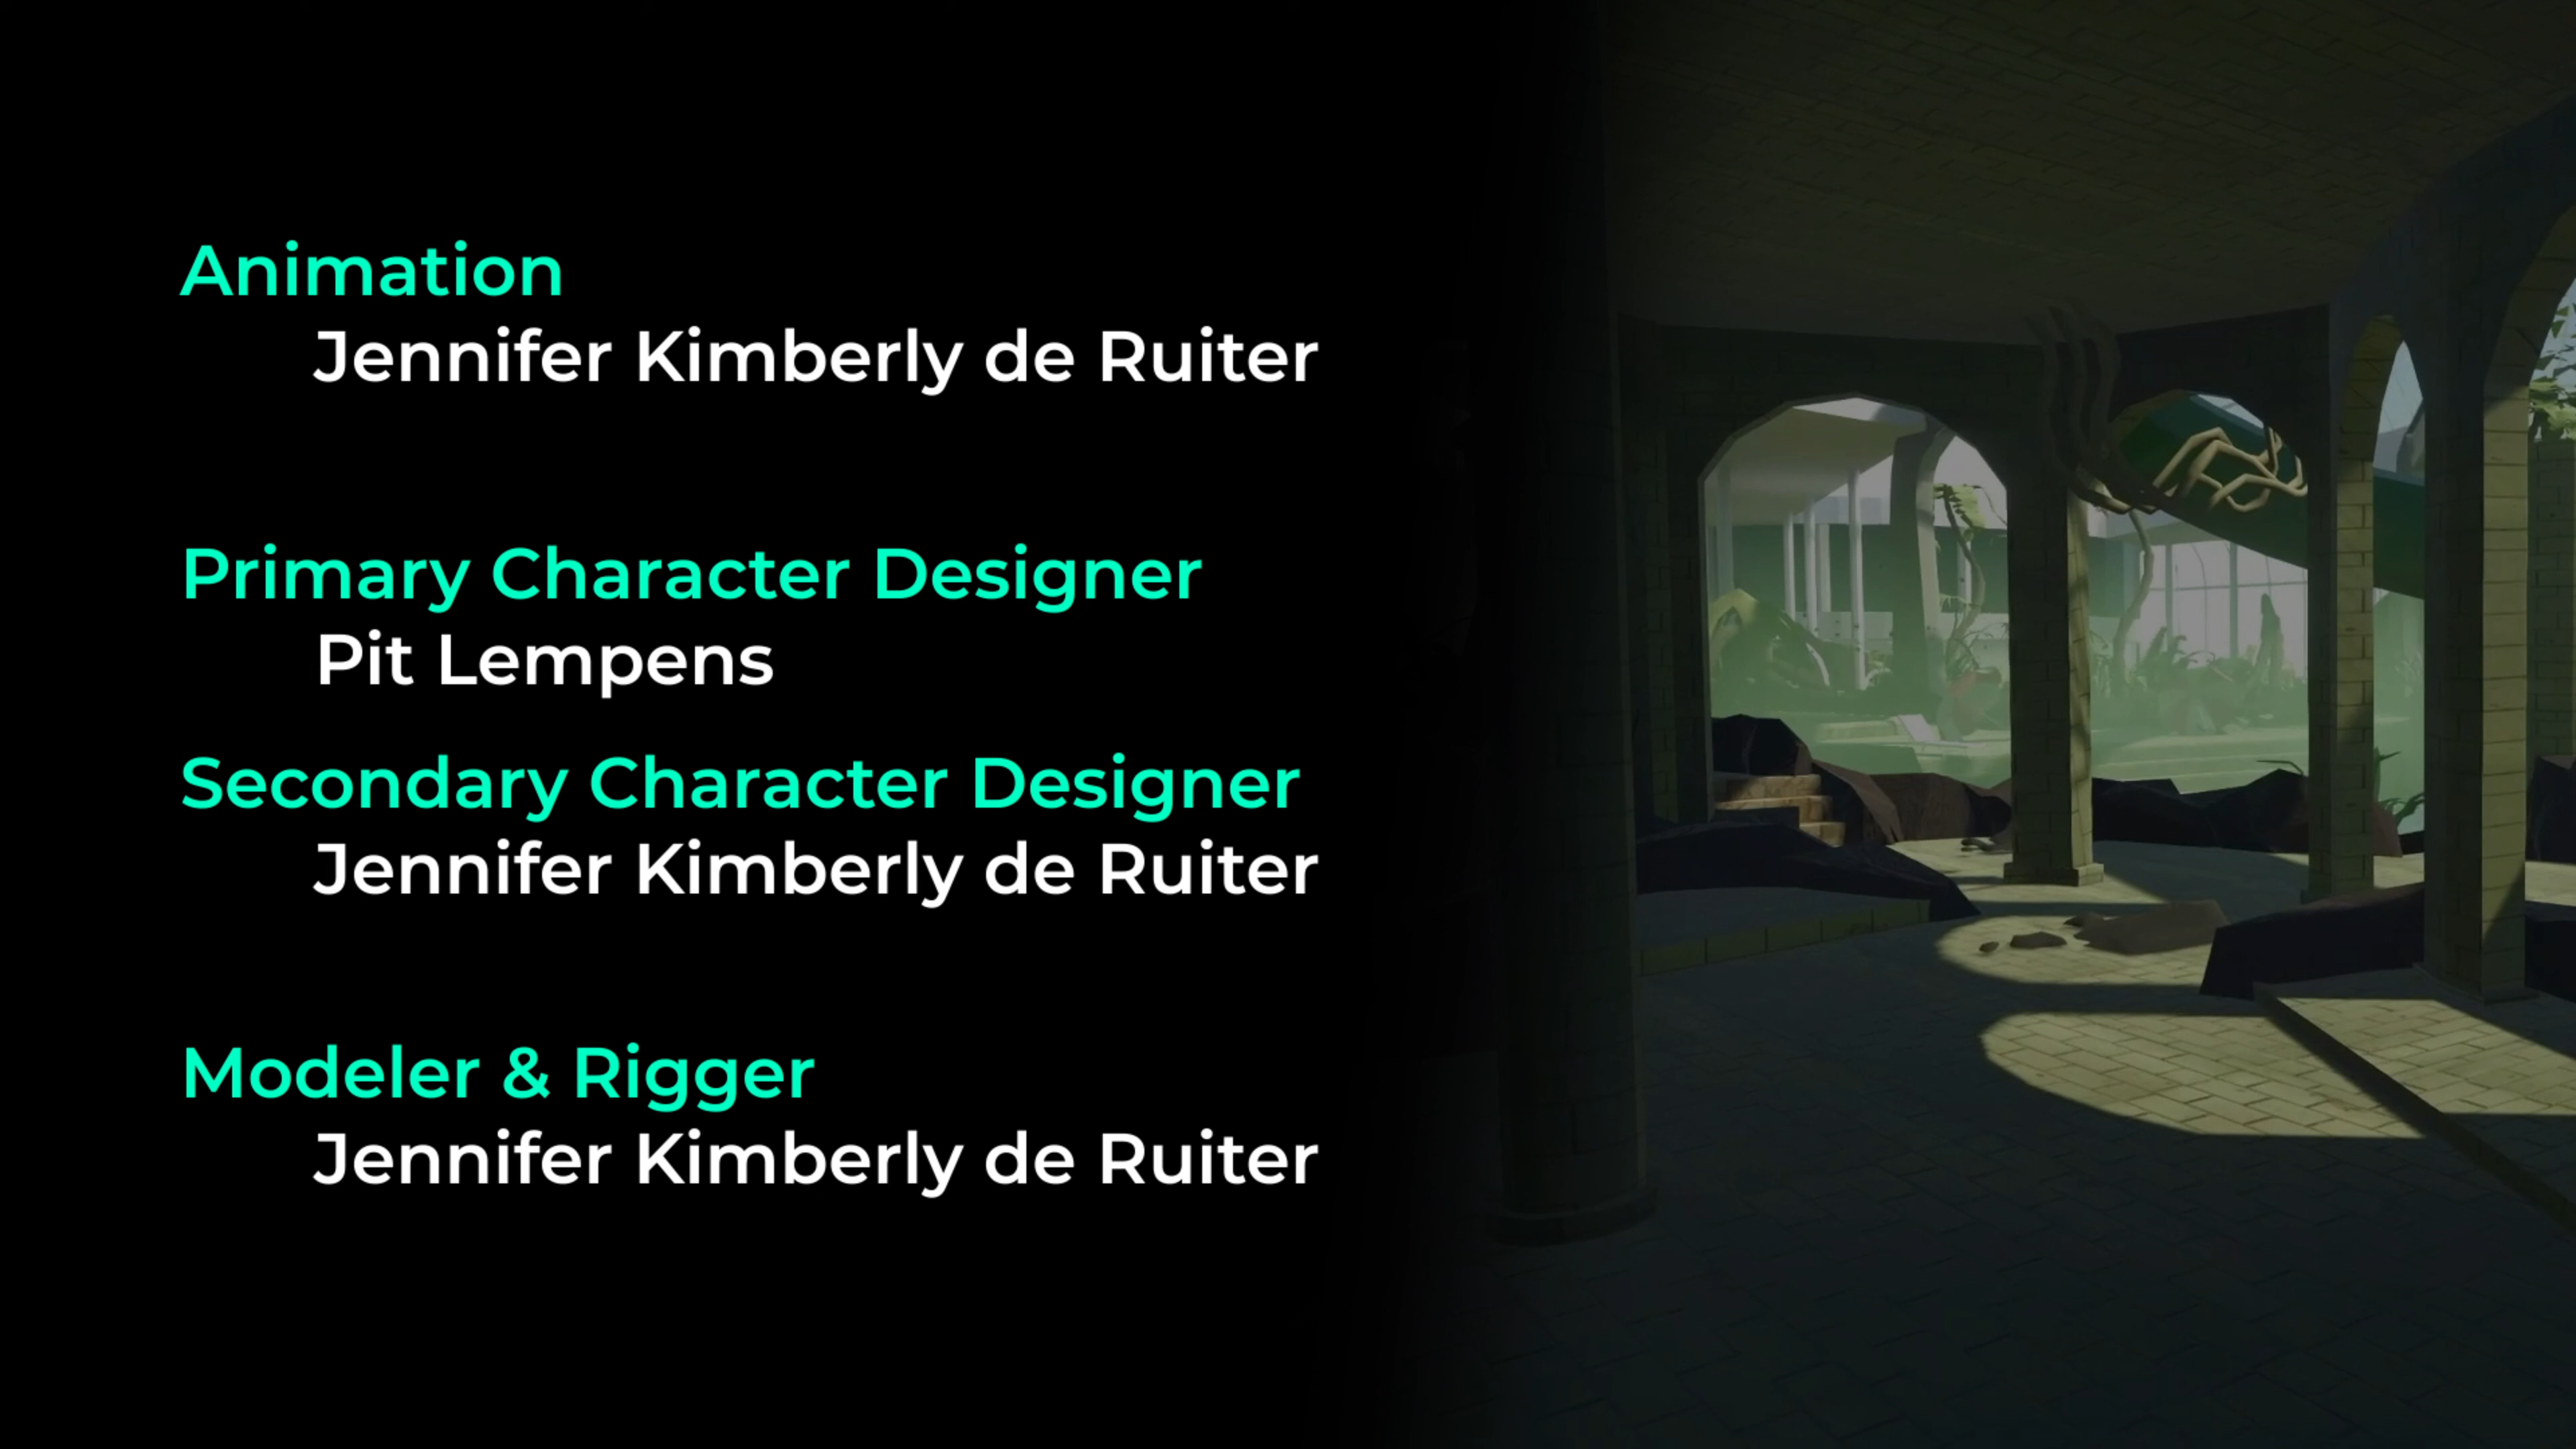 Animation
Jennifer Kimberly de Ruiter
Primary Character Designer
Pit Lempens
Secondary Character Designer
Jennifer Kimberly de Ruiter
Modeler & Rigger
Jennifer Kimberly de Ruiter